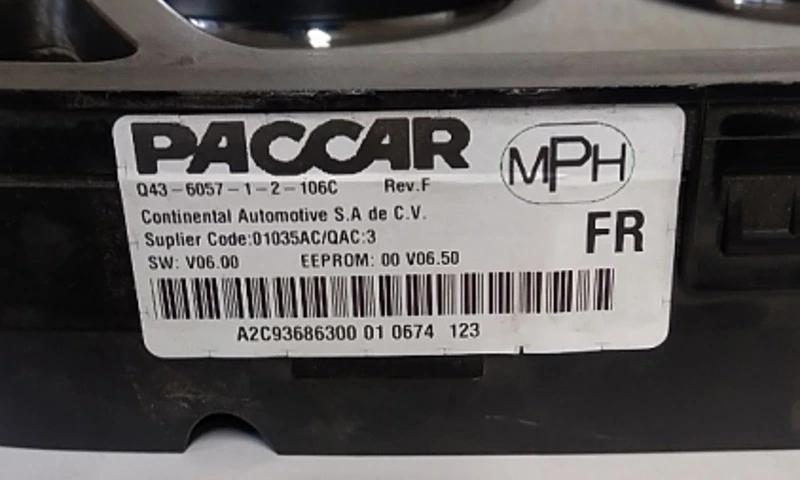 PACCAR
MPH
Q43-6057-1-2-106C Rev.F
Continental Automotive S.A de C.V.
Suplier Code:01035AC/QAC:3
FR
SW: V06.00 EEPROM: 00 V06.50
A2C93686300 01 0674 123